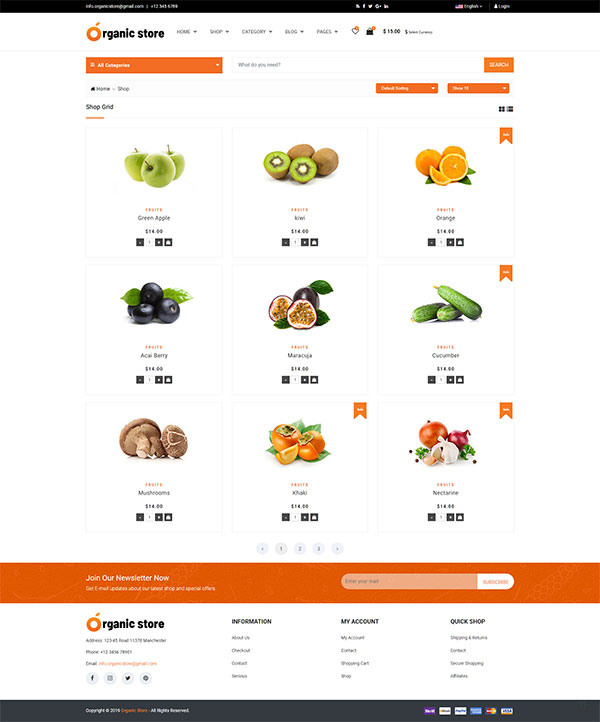 info.organicstore@gmail.com | +12 345 6789
English Login
Organic store
HOME SHOP CATEGORY BLOG PAGES $ 15.00 $ Select Currency
All Categories
What do you need?
SEARCH
Home Shop
Default Sorting
Show 10
Shop Grid
FRUITS
Green Apple
$14.00
- 1 +
FRUITS
kiwi
$14.00
- 1 +
Sale
FRUITS
Orange
$14.00
- 1 +
FRUITS
Acai Berry
$14.00
- 1 +
FRUITS
Maracuja
$14.00
- 1 +
Sale
FRUITS
Cucumber
$14.00
- 1 +
FRUITS
Mushrooms
$14.00
- 1 +
Sale
FRUITS
Khaki
$14.00
- 1 +
Sale
FRUITS
Nectarine
$14.00
- 1 +
‹ 1 2 3 ›
Join Our Newsletter Now
Get E-mail updates about our latest shop and special offers.
Enter your mail
SUBSCRIBE
Organic store
Address: 123-45 Road 11378 Manchester
Phone: +12 3456 78901
Email: info.organicstore@gmail.com
INFORMATION
About Us
Checkout
Contact
Serivius
MY ACCOUNT
My Account
Contact
Shopping Cart
Shop
QUICK SHOP
Shipping & Returns
Contact
Secure Shopping
Affiliates
Copyright © 2019 Organic Store - All Rights Reserved.
Skrill
PayPal
VISA